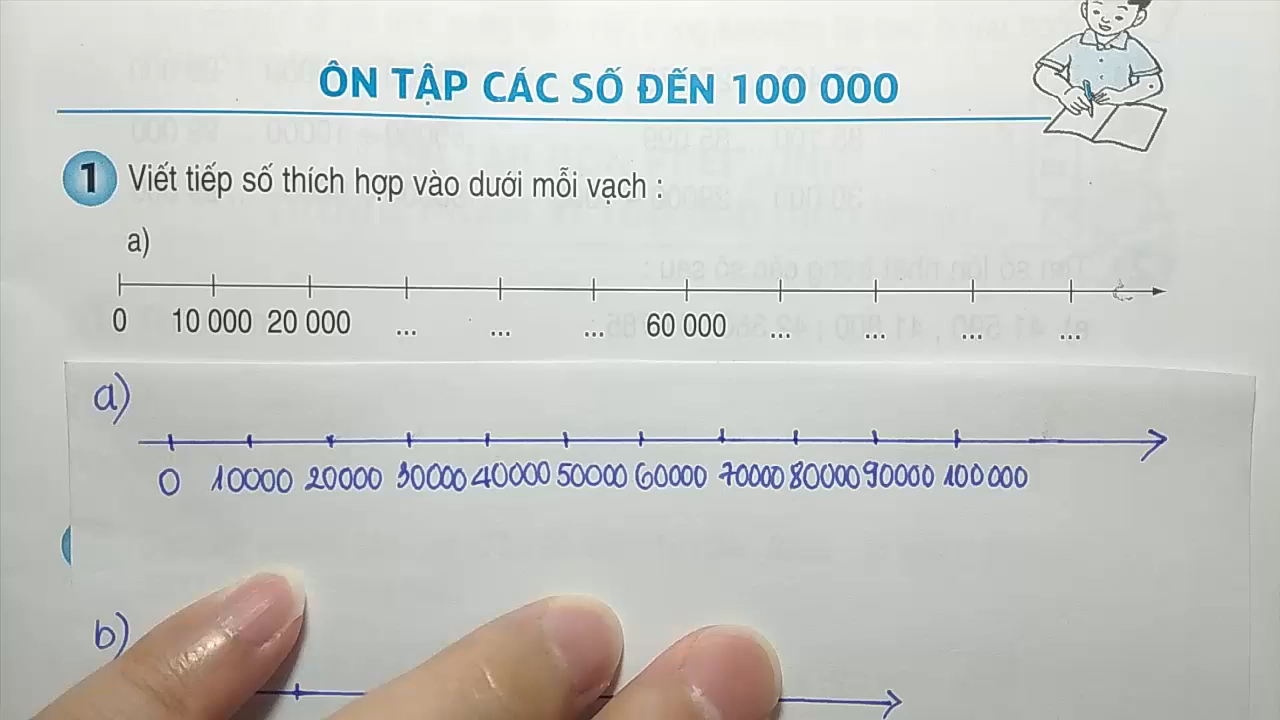 ÔN TẬP CÁC SỐ ĐẾN 100 000
1 Viết tiếp số thích hợp vào dưới mỗi vạch :
a)
0 10 000 20 000 ... ... ... 60 000 ... ... ... ...
a)
0 10000 20000 30000 40000 50000 60000 70000 80000 90000 100 000
b)